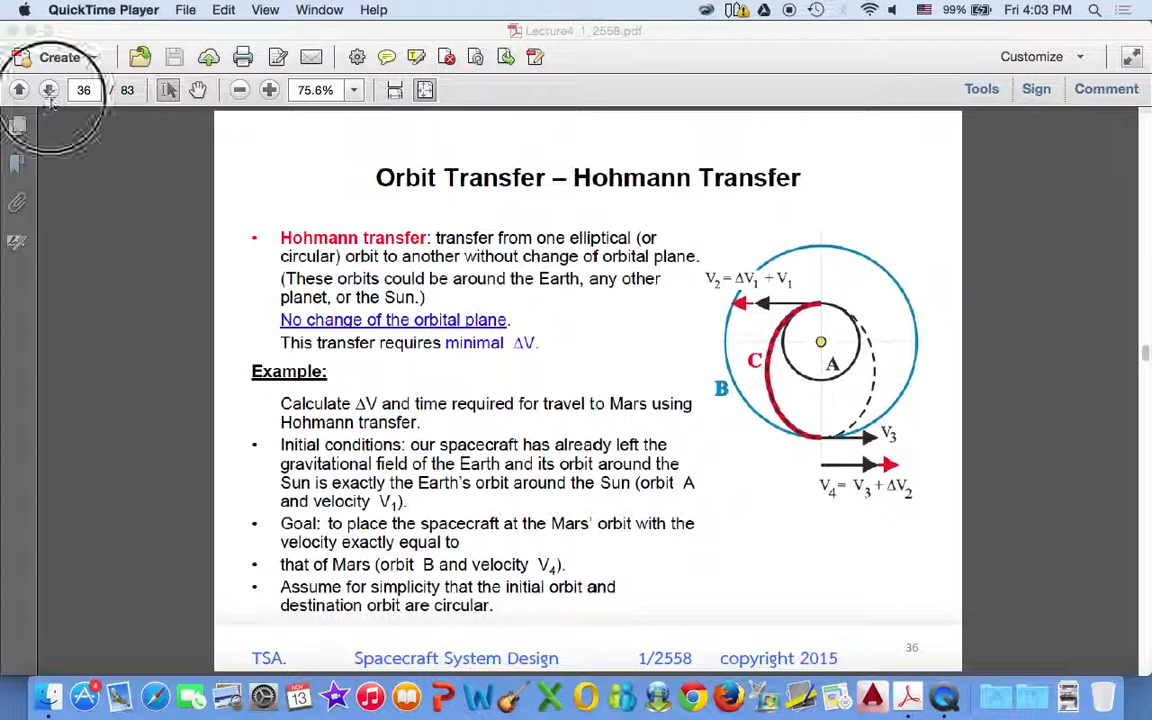 QuickTime Player File Edit View Window Help 99% Fri 4:03 PM
Lecture4_1_2558.pdf
Create Customize
36 / 83 75.6% Tools Sign Comment
Orbit Transfer – Hohmann Transfer
• Hohmann transfer: transfer from one elliptical (or
circular) orbit to another without change of orbital plane.
(These orbits could be around the Earth, any other
planet, or the Sun.)
No change of the orbital plane.
This transfer requires minimal ΔV.
Example:
Calculate ΔV and time required for travel to Mars using
Hohmann transfer.
• Initial conditions: our spacecraft has already left the
gravitational field of the Earth and its orbit around the
Sun is exactly the Earth's orbit around the Sun (orbit A
and velocity V1).
• Goal: to place the spacecraft at the Mars' orbit with the
velocity exactly equal to
• that of Mars (orbit B and velocity V4).
• Assume for simplicity that the initial orbit and
destination orbit are circular.
V2 = ΔV1 + V1
C
A
B
V3
V4 = V3 + ΔV2
36
TSA. Spacecraft System Design 1/2558 copyright 2015
NOV
13